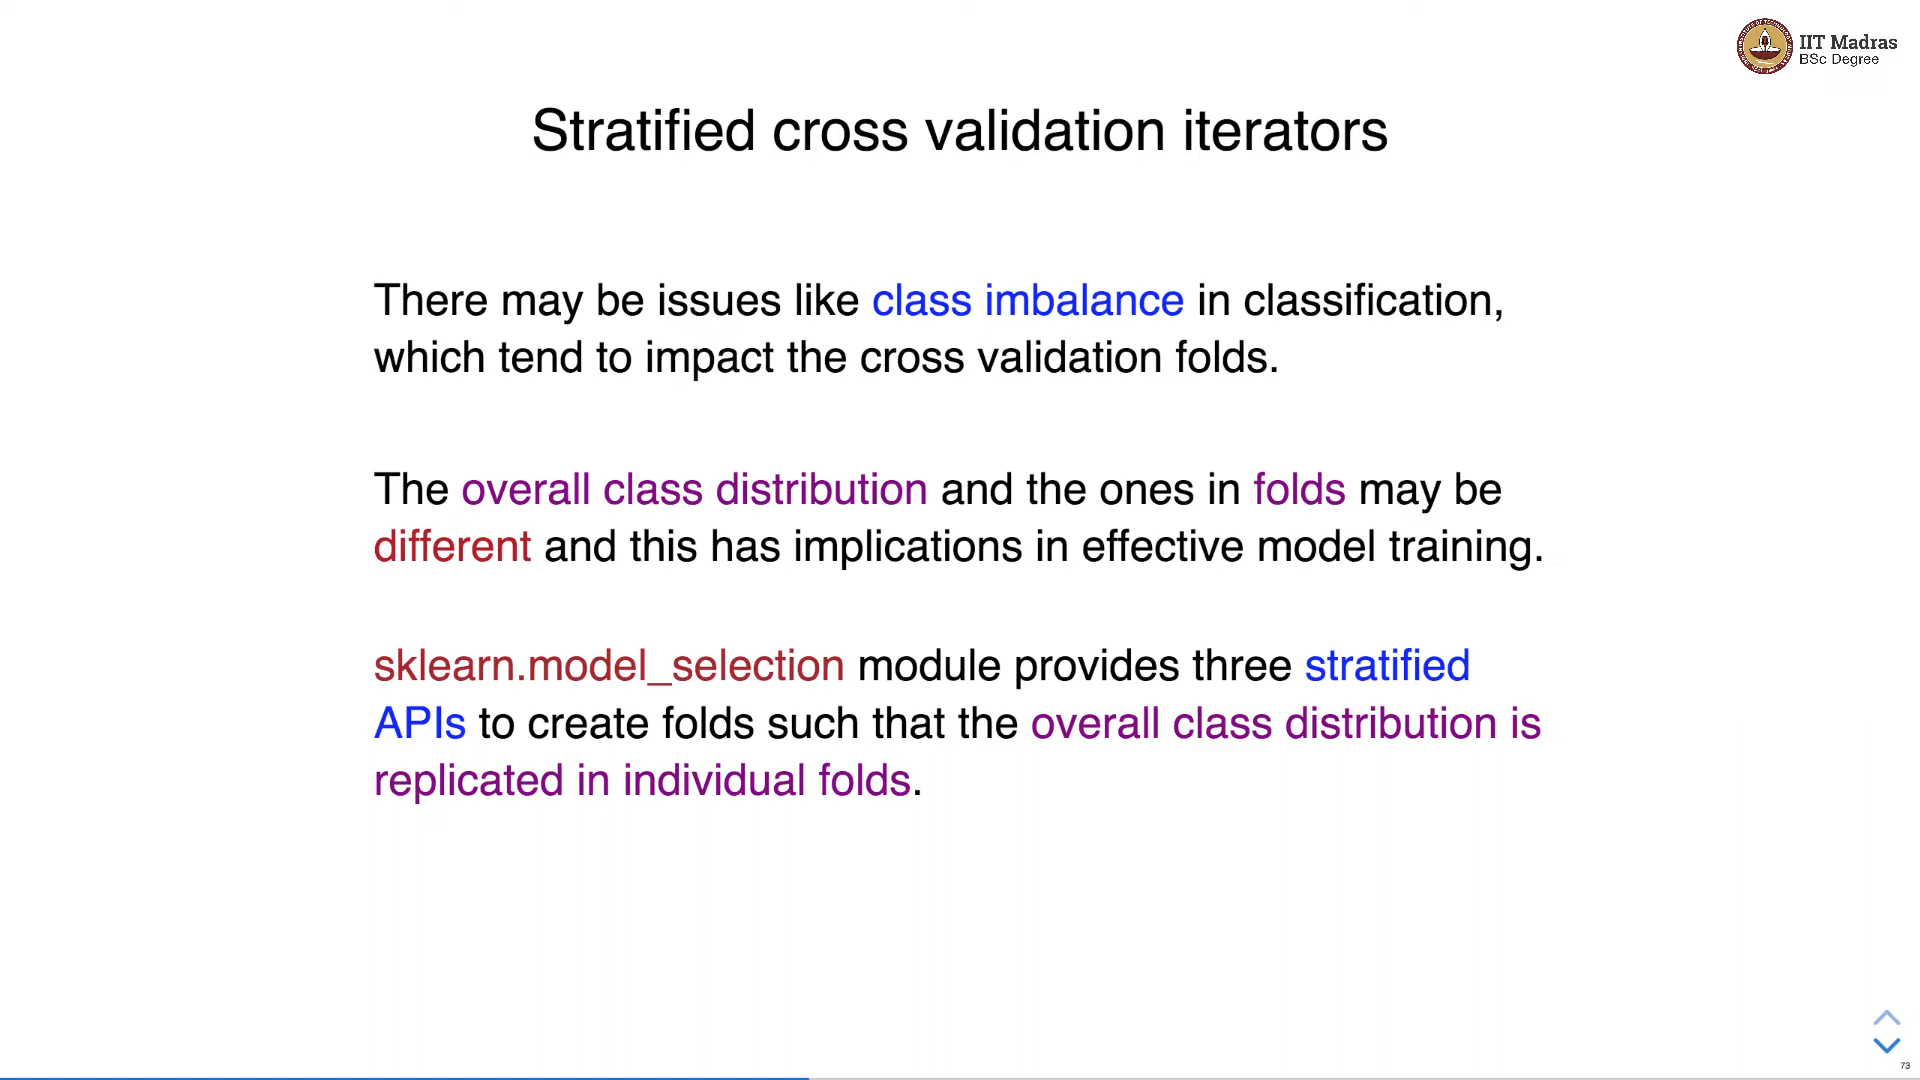 IIT Madras
BSc Degree
Stratified cross validation iterators
There may be issues like class imbalance in classification,
which tend to impact the cross validation folds.
The overall class distribution and the ones in folds may be
different and this has implications in effective model training.
sklearn.model_selection module provides three stratified
APIs to create folds such that the overall class distribution is
replicated in individual folds.
73